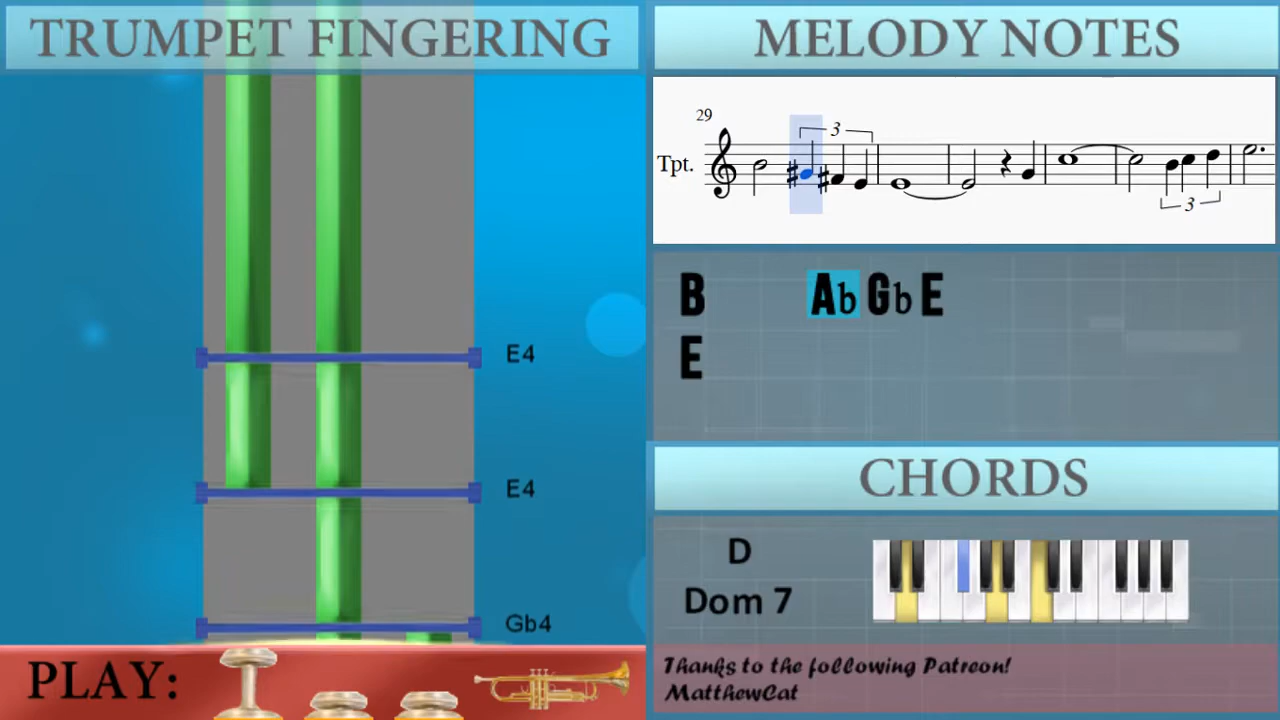 TRUMPET FINGERING
E4
E4
Gb4
PLAY:
MELODY NOTES
29
Tpt.
3
3
B Ab Gb E
E
CHORDS
D
Dom 7
Thanks to the following Patreon!
MatthewCat